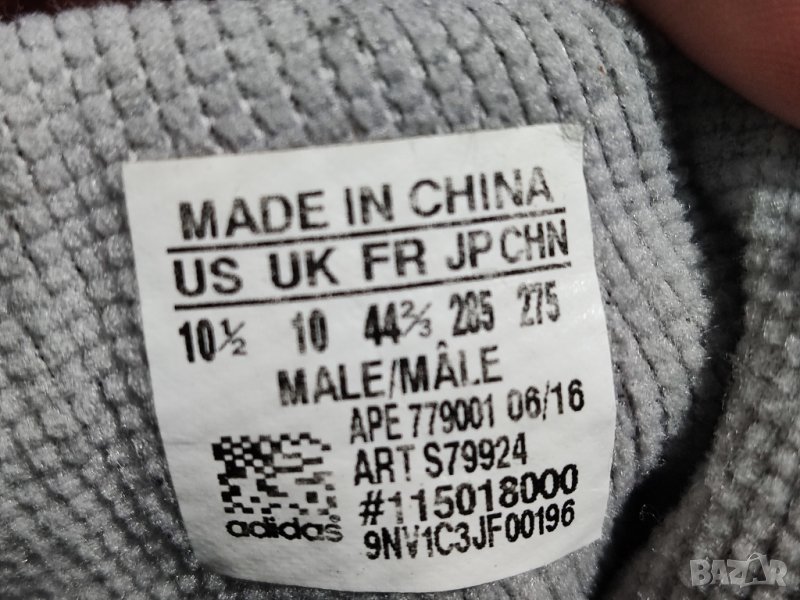 MADE IN CHINA
US UK FR JP CHN
10½ 10 44⅔ 285 275
MALE/MÂLE
APE 779001 06/16
ART S79924
#115018000
adidas
9NV1C3JF00196
BAZAR